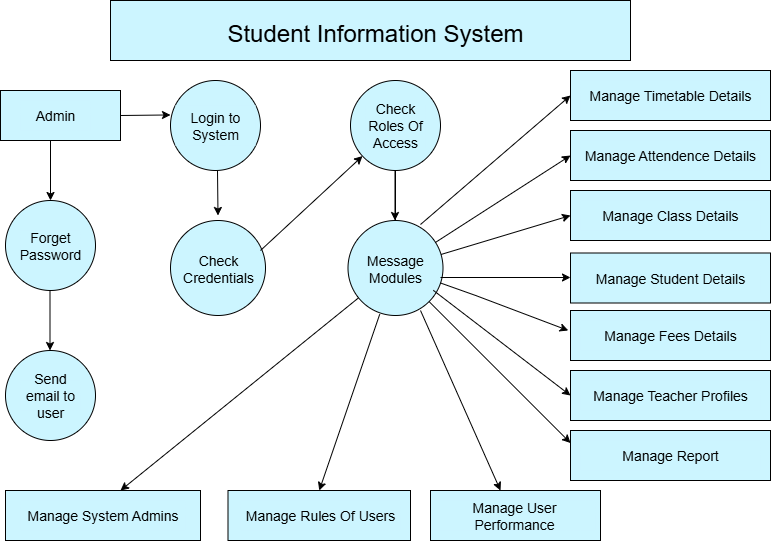 Student Information System
Admin
Login to
System
Check
Roles Of
Access
Manage Timetable Details
Manage Attendence Details
Manage Class Details
Forget
Password
Check
Credentials
Message
Modules
Manage Student Details
Manage Fees Details
Send
email to
user
Manage Teacher Profiles
Manage Report
Manage System Admins
Manage Rules Of Users
Manage User
Performance